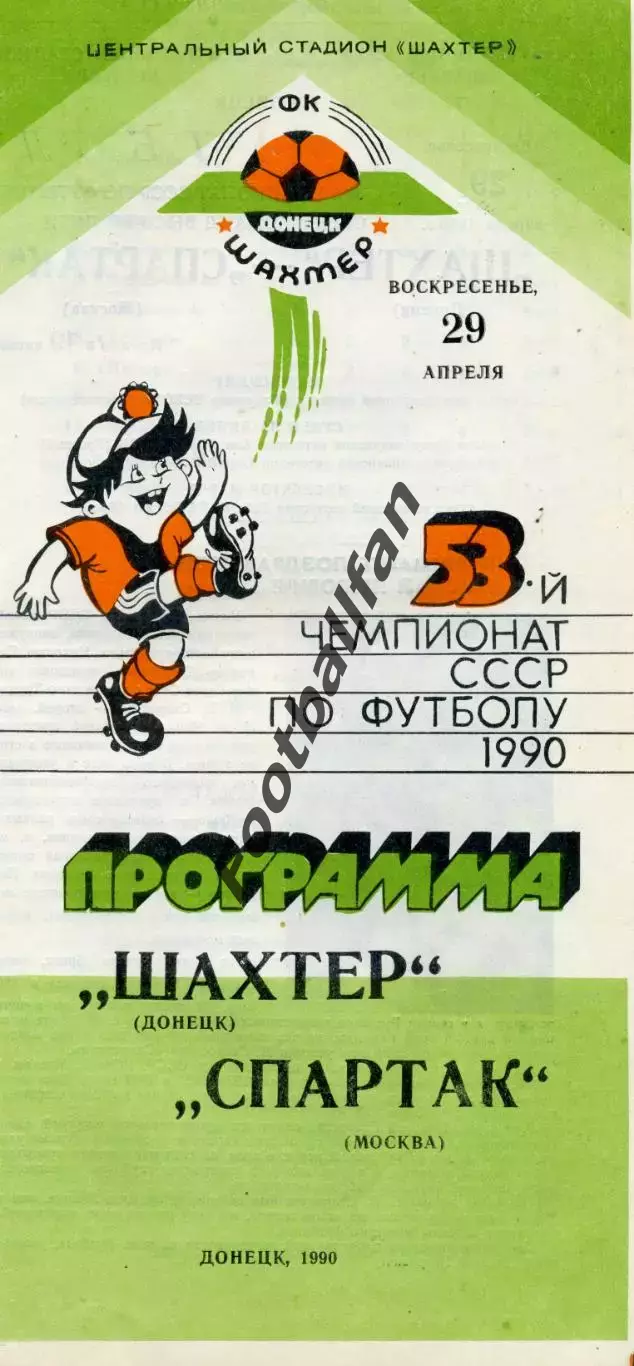 ЦЕНТРАЛЬНЫЙ СТАДИОН «ШАХТЕР»
ФК
ДОНЕЦК
ШАХТЕР
ВОСКРЕСЕНЬЕ,
29
АПРЕЛЯ
53-й
ЧЕМПИОНАТ
СССР
ПО ФУТБОЛУ
1990
Footballfan
ПРОГРАММА
„ШАХТЕР“
(ДОНЕЦК)
„СПАРТАК“
(МОСКВА)
ДОНЕЦК, 1990